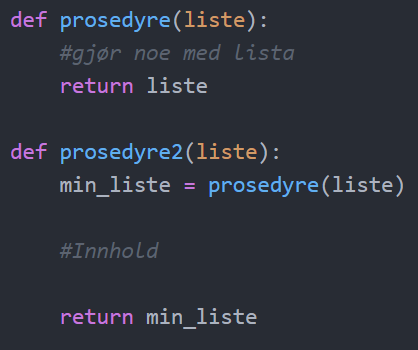 def prosedyre(liste):
    #gjør noe med lista
    return liste

def prosedyre2(liste):
    min_liste = prosedyre(liste)

    #Innhold

    return min_liste